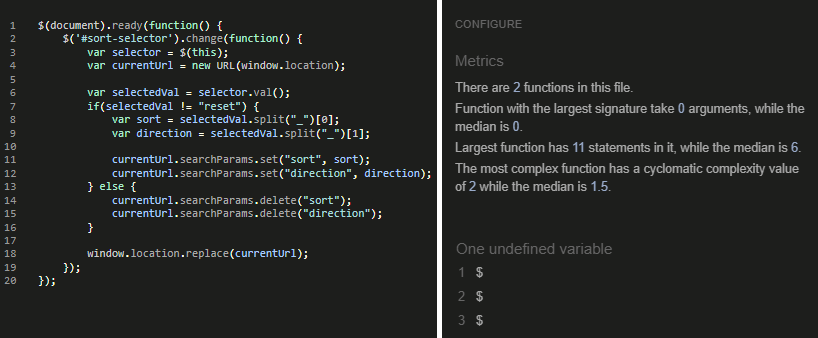 1 $(document).ready(function() {
2 $('#sort-selector').change(function() {
3 var selector = $(this);
4 var currentUrl = new URL(window.location);
5
6 var selectedVal = selector.val();
7 if(selectedVal != "reset") {
8 var sort = selectedVal.split("_")[0];
9 var direction = selectedVal.split("_")[1];
10
11 currentUrl.searchParams.set("sort", sort);
12 currentUrl.searchParams.set("direction", direction);
13 } else {
14 currentUrl.searchParams.delete("sort");
15 currentUrl.searchParams.delete("direction");
16 }
17
18 window.location.replace(currentUrl);
19 });
20 });
CONFIGURE
Metrics
There are 2 functions in this file.
Function with the largest signature take 0 arguments, while the
median is 0.
Largest function has 11 statements in it, while the median is 6.
The most complex function has a cyclomatic complexity value
of 2 while the median is 1.5.
One undefined variable
1 $
2 $
3 $